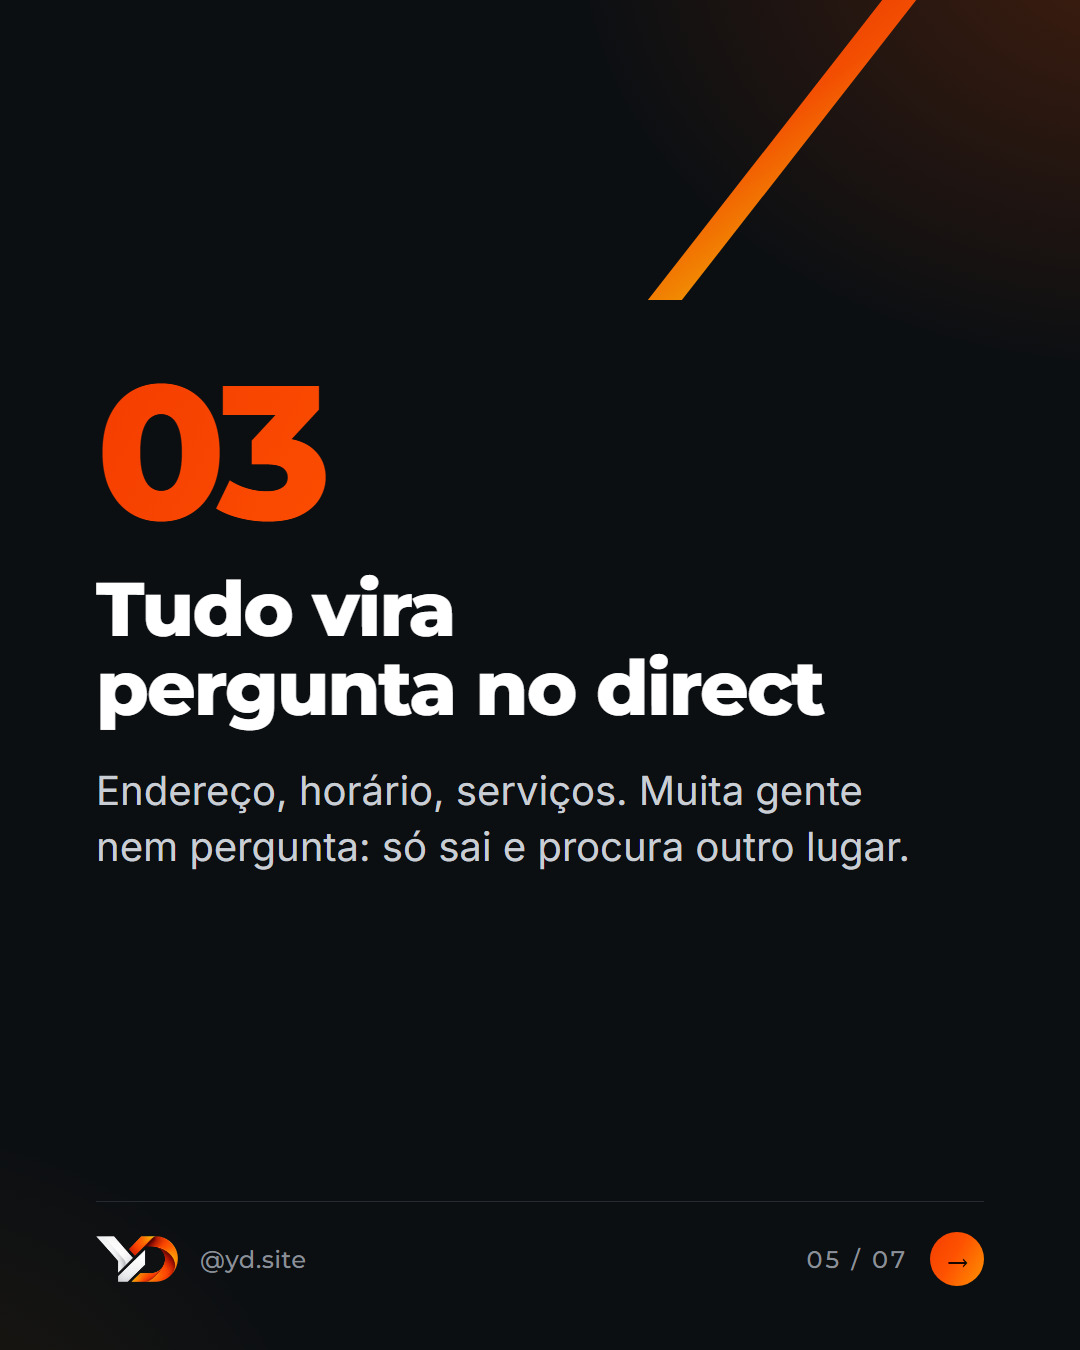 03
Tudo vira
pergunta no direct
Endereço, horário, serviços. Muita gente
nem pergunta: só sai e procura outro lugar.
YD @yd.site
05 / 07 →